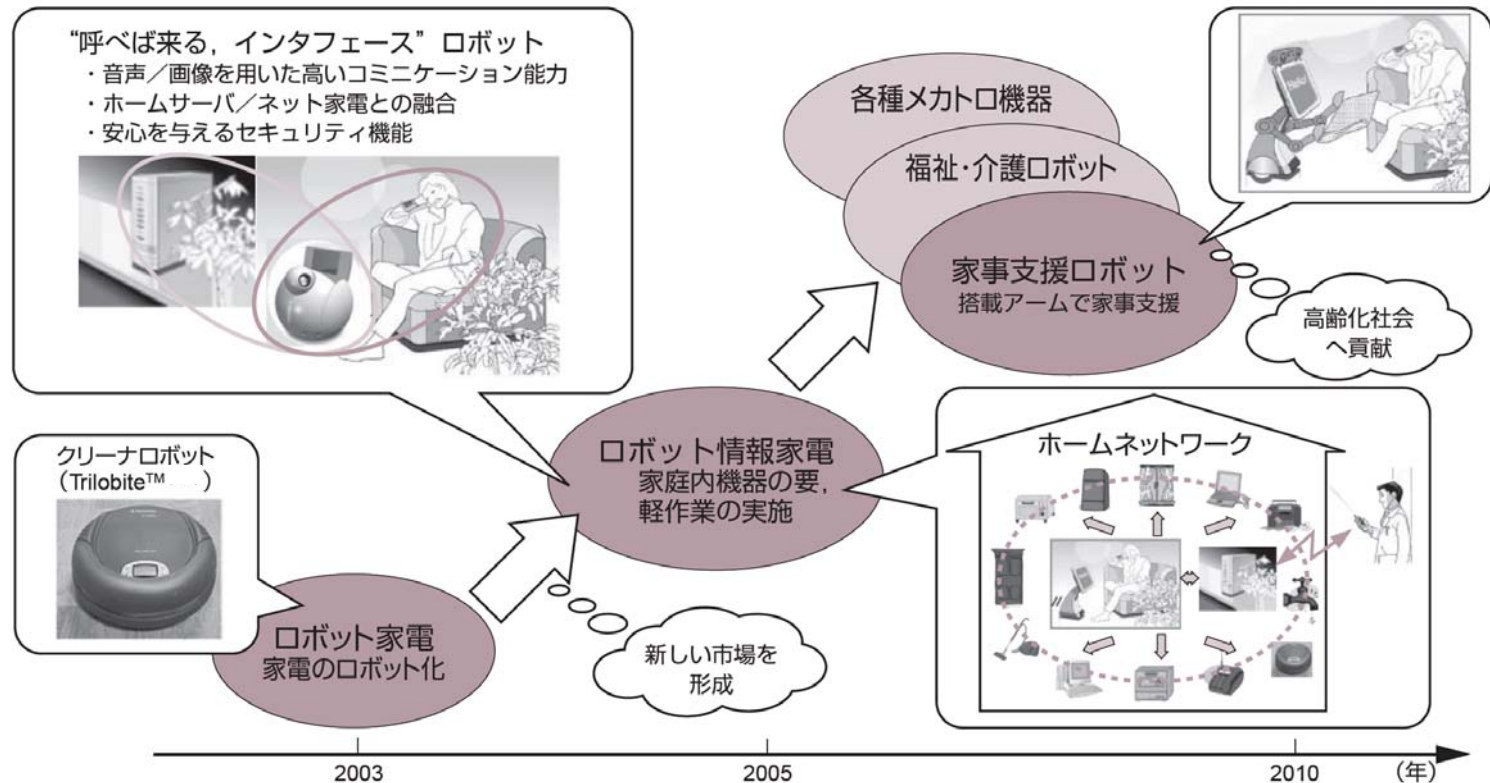 “呼べば来る，インタフェース”ロボット
・音声／画像を用いた高いコミニケーション能力
・ホームサーバ／ネット家電との融合
・安心を与えるセキュリティ機能
各種メカトロ機器
福祉・介護ロボット
家事支援ロボット
搭載アームで家事支援
高齢化社会
へ貢献
クリーナロボット
（Trilobite™　　）
ロボット情報家電
家庭内機器の要，
軽作業の実施
ホームネットワーク
ロボット家電
家電のロボット化
新しい市場を
形成
2003
2005
2010
（年）